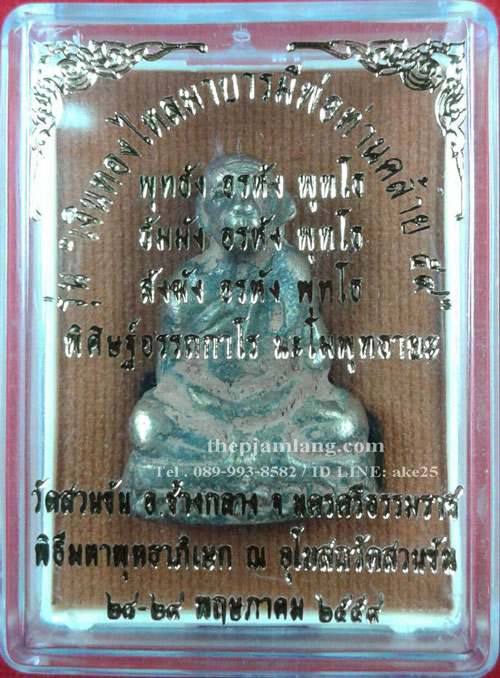 รุ่น "เงินทองไหลมาบารมีพ่อท่านคล้าย ๕๙"
พุทธัง อรหัง พุทโธ
ธัมมัง อรหัง พุทโธ
สังฆัง อรหัง พุทโธ
พิศิษฐ์อรรถกาโร นะโมพุทธายะ
thepjamlang.com
Tel . 089-993-8582 / ID LINE: ake25
วัดสวนขัน อ.ช้างกลาง จ.นครศรีธรรมราช
พิธีมหาพุทธาภิเษก ณ อุโบสถวัดสวนขัน
๒๘-๒๙ พฤษภาคม ๒๕๕๙